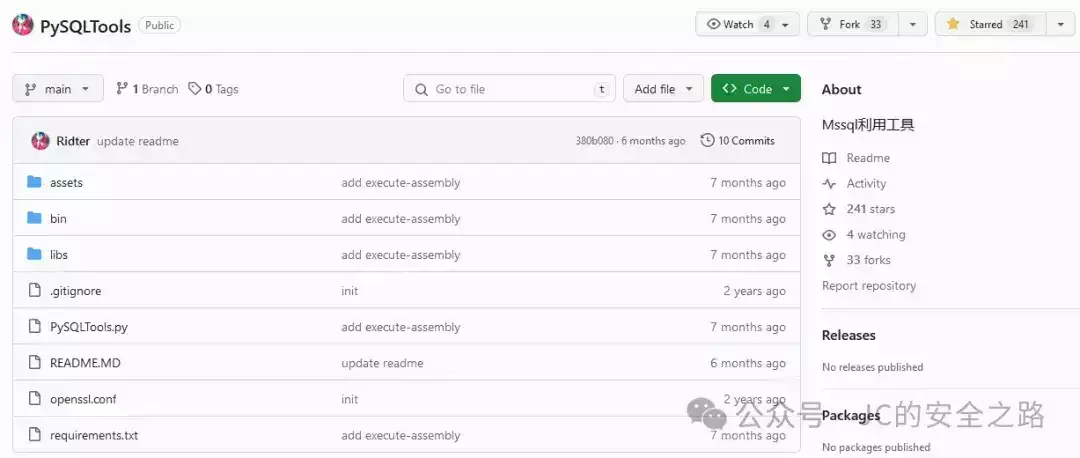 PySQLTools Public Watch 4 Fork 33 Starred 241
main 1 Branch 0 Tags Go to file t Add file Code
Ridter update readme 380b080 · 6 months ago 10 Commits
assets add execute-assembly 7 months ago
bin add execute-assembly 7 months ago
libs add execute-assembly 7 months ago
.gitignore init 2 years ago
PySQLTools.py add execute-assembly 7 months ago
README.MD update readme 6 months ago
openssl.conf init 2 years ago
requirements.txt add execute-assembly 7 months ago
About
Mssql利用工具
Readme
Activity
241 stars
4 watching
33 forks
Report repository
Releases
No releases published
Packages
No packages published
公众号 · JC的安全之路